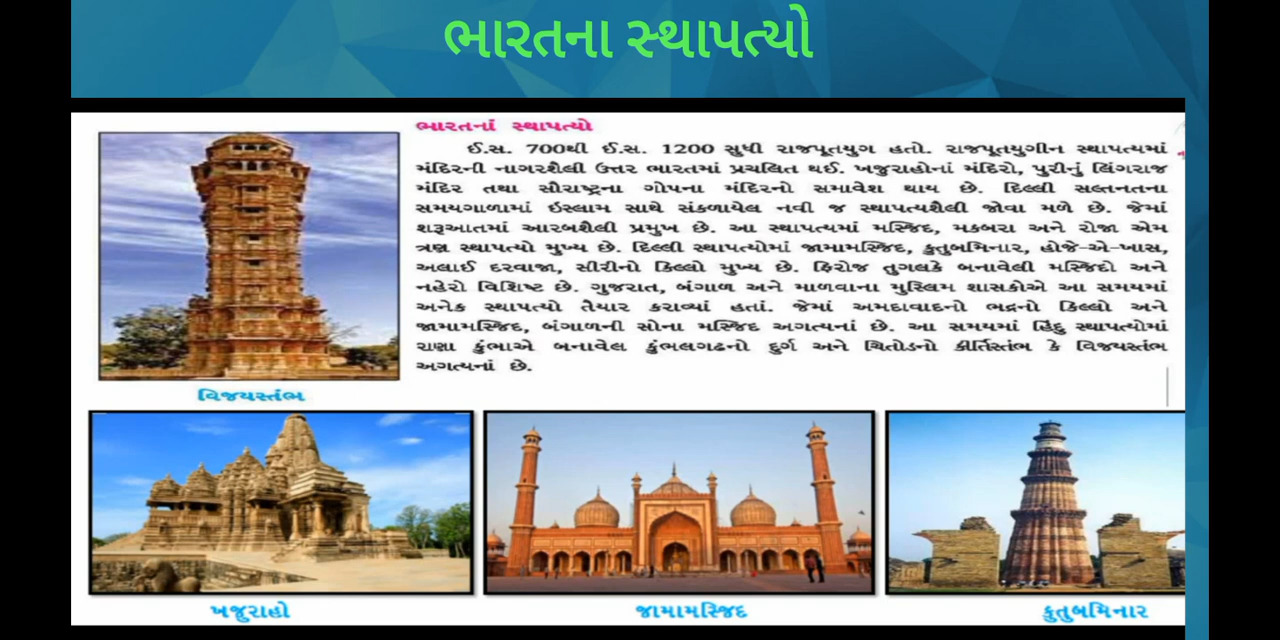 ભારતના સ્થાપત્યો
ભારતનાં સ્થાપત્યો
ઈ.સ. 700થી ઈ.સ. 1200 સુધી રાજપૂતયુગ હતો. રાજપૂતયુગીન સ્થાપત્યમાં
મંદિરની નાગરશૈલી ઉત્તર ભારતમાં પ્રચલિત થઈ. ખજુરાહોનાં મંદિરો, પુરીનું લિંગરાજ
મંદિર તથા સૌરાષ્ટ્રના ગોપના મંદિરનો સમાવેશ થાય છે. દિલ્લી સલ્તનતના
સમયગાળામાં ઇસ્લામ સાથે સંકળાયેલ નવી જ સ્થાપત્યશૈલી જોવા મળે છે. જેમાં
શરૂઆતમાં આરબશૈલી પ્રમુખ છે. આ સ્થાપત્યમાં મસ્જિદ, મકબરા અને રોજા એમ
ત્રણ સ્થાપત્યો મુખ્ય છે. દિલ્લી સ્થાપત્યોમાં જામામસ્જિદ, કુતુબમિનાર, હોજે-એ-ખાસ,
અલાઈ દરવાજા, સીરીનો કિલ્લો મુખ્ય છે. ફિરોજ તુગલકે બનાવેલી મસ્જિદો અને
નહેરો વિશિષ્ટ છે. ગુજરાત, બંગાળ અને માળવાના મુસ્લિમ શાસકોએ આ સમયમાં
અનેક સ્થાપત્યો તૈયાર કરાવ્યાં હતાં. જેમાં અમદાવાદનો ભદ્રનો કિલ્લો અને
જામામસ્જિદ, બંગાળની સોના મસ્જિદ અગત્યનાં છે. આ સમયમાં હિંદુ સ્થાપત્યોમાં
રાણા કુંભાએ બનાવેલ કુંભલગઢનો દુર્ગ અને ચિતોડનો કીર્તિસ્તંભ કે વિજયસ્તંભ
અગત્યનાં છે.
વિજયસ્તંભ
ખજુરાહો
જામામસ્જિદ
કુતુબમિનાર